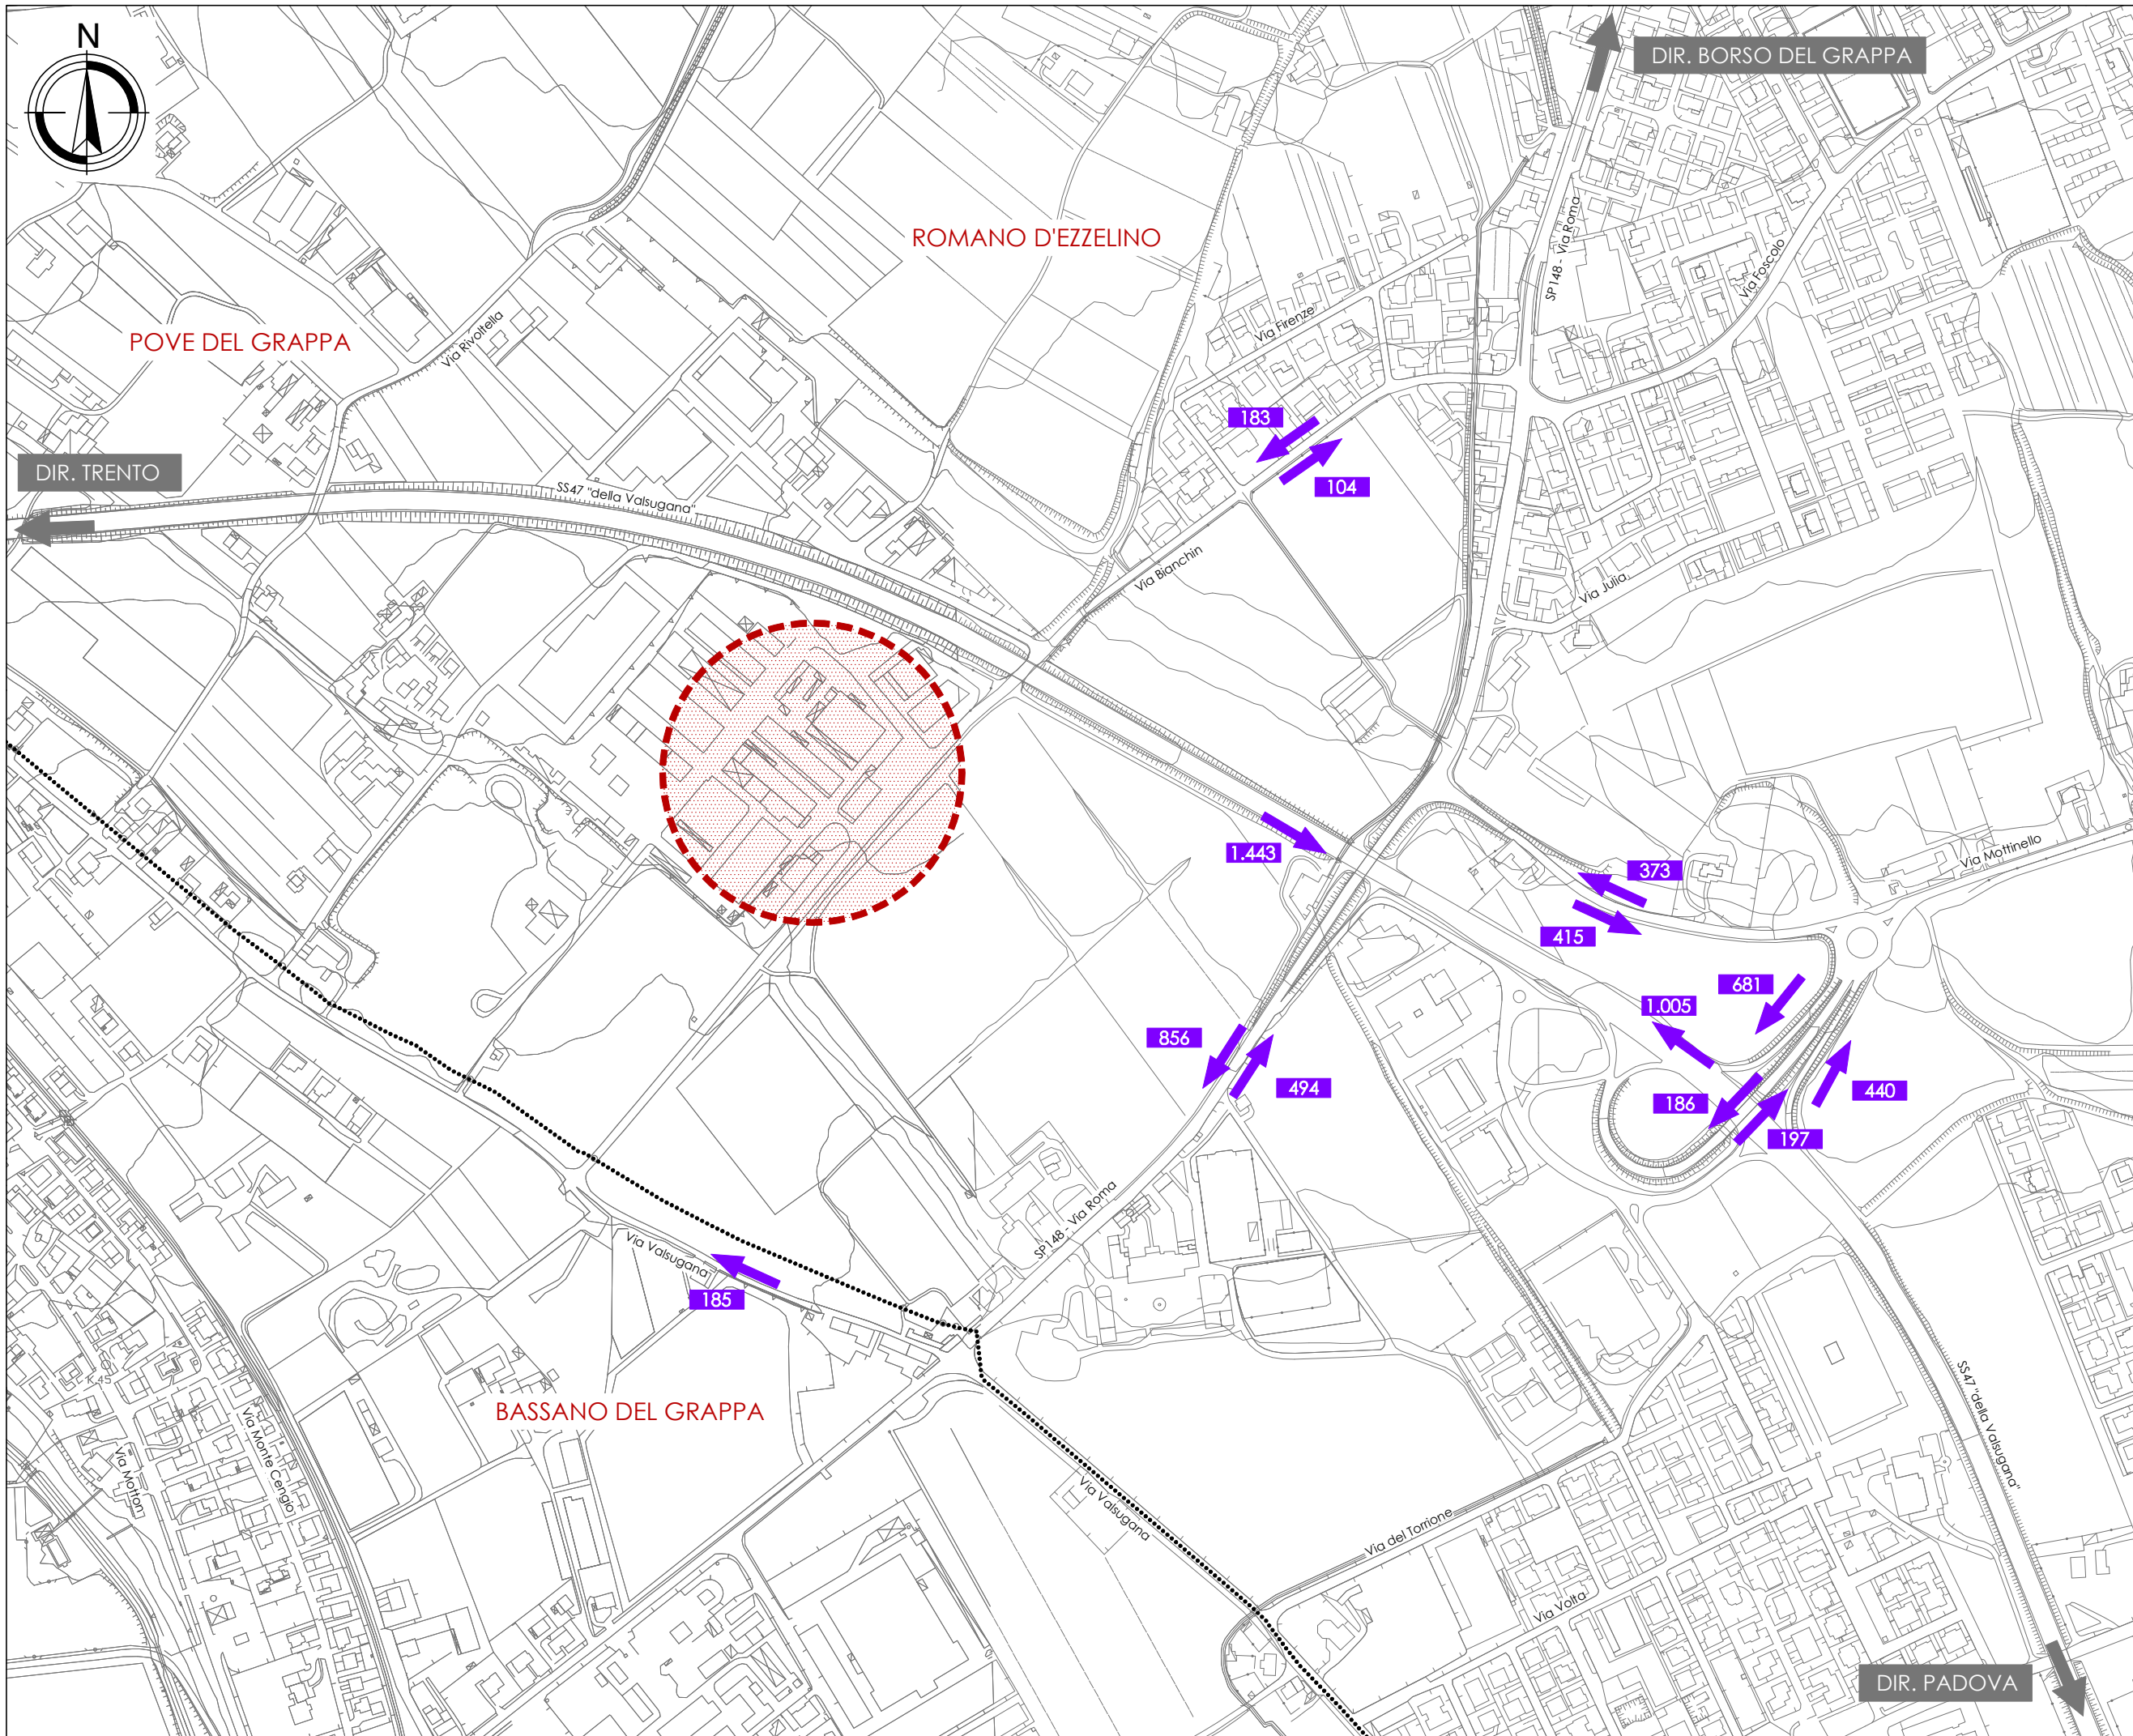 N
DIR. BORSO DEL GRAPPA
ROMANO D'EZZELINO
SP148 - Via Roma
Via Foscolo
Via Firenze
POVE DEL GRAPPA
Via Rivoltella
183
DIR. TRENTO
104
SS47 "della Valsugana"
Via Bianchin
Via Julia
1.443
373
Via Mottinello
415
681
1.005
856
494
186
440
197
SP148 - Via Roma
Via Valsugana
185
K 45
BASSANO DEL GRAPPA
SS47 "della Valsugana"
Via Monte Cengio
Via Motton
Via Valsugana
Via del Torrione
Via Volta
DIR. PADOVA